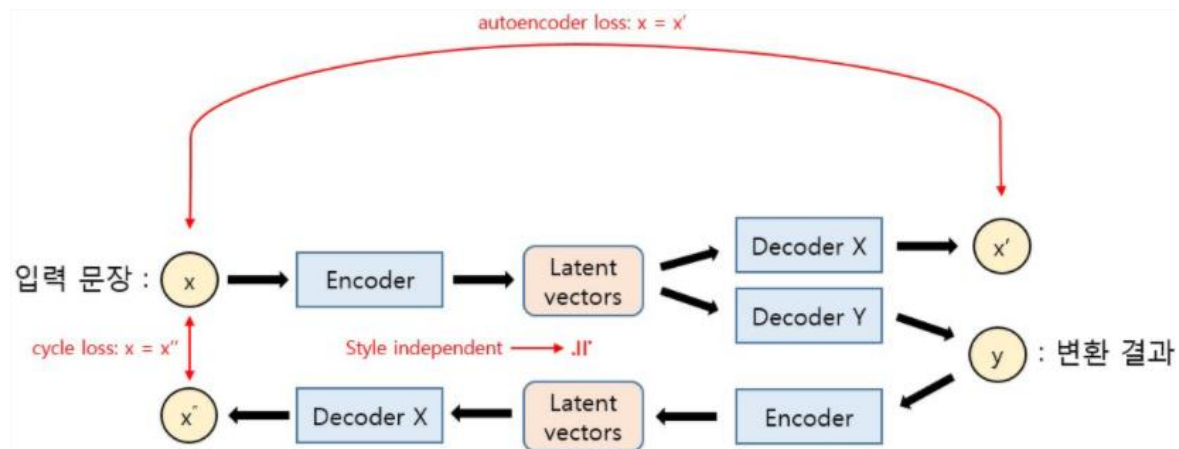 autoencoder loss: x = x′
입력 문장 :
x
Encoder
Latent
vectors
Decoder X
x′
Decoder Y
cycle loss: x = x″
Style independent
y
: 변환 결과
x″
Decoder X
Latent
vectors
Encoder